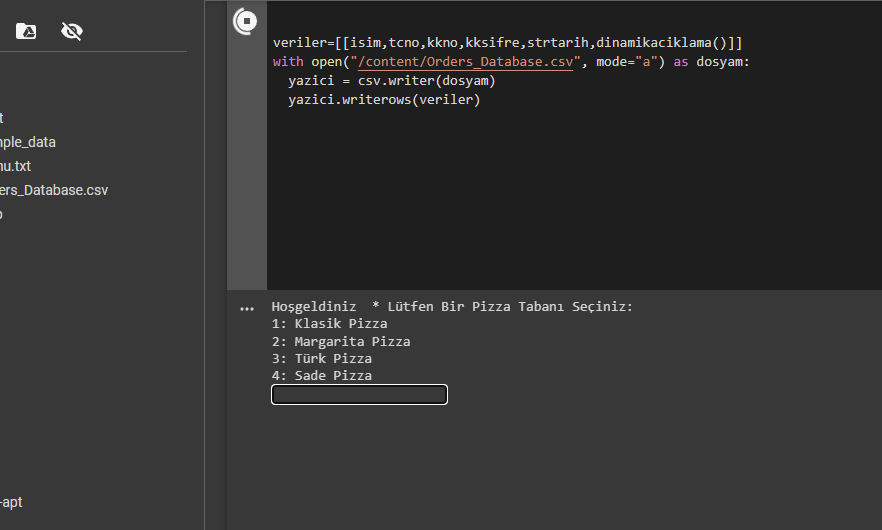 veriler=[[isim,tcno,kkno,kksifre,strtarih,dinamikaciklama()]]
with open("/content/Orders_Database.csv", mode="a") as dosyam:
yazici = csv.writer(dosyam)
yazici.writerows(veriler)
t
nple_data
nu.txt
ers_Database.csv
-apt
... Hoşgeldiniz * Lütfen Bir Pizza Tabanı Seçiniz:
1: Klasik Pizza
2: Margarita Pizza
3: Türk Pizza
4: Sade Pizza